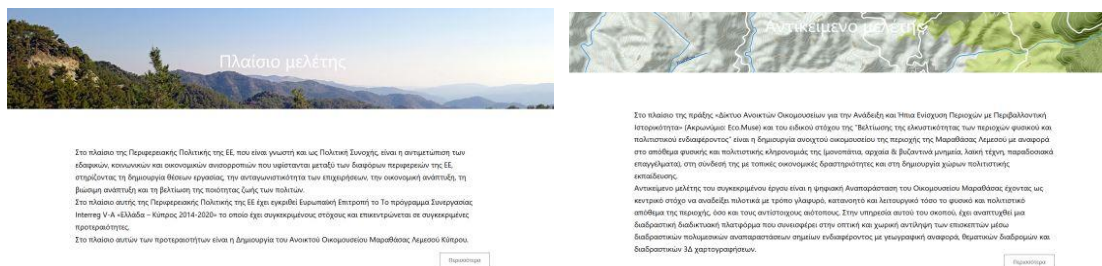 Πλαίσιο μελέτης
Στο πλαίσιο της Περιφερειακής Πολιτικής της ΕΕ, που είναι γνωστή και ως Πολιτική Συνοχής, είναι η αντιμετώπιση των
εδαφικών, κοινωνικών και οικονομικών ανισορροπιών που υφίστανται μεταξύ των διαφόρων περιφερειών της ΕΕ,
στηρίζοντας τη δημιουργία θέσεων εργασίας, την ανταγωνιστικότητα των επιχειρήσεων, την οικονομική ανάπτυξη, τη
βιώσιμη ανάπτυξη και τη βελτίωση της ποιότητας ζωής των πολιτών.
Στο πλαίσιο αυτής της Περιφερειακής Πολιτικής της ΕΕ έχει εγκριθεί Ευρωπαϊκή Επιτροπή το Το πρόγραμμα Συνεργασίας
Interreg V-A «Ελλάδα – Κύπρος 2014-2020» το οποίο έχει συγκεκριμένους στόχους και επικεντρώνεται σε συγκεκριμένες
προτεραιότητες.
Στο πλαίσιο αυτών των προτεραιοτήτων είναι η Δημιουργία του Ανοικτού Οικομουσείου Μαραθάσας Λεμεσού Κύπρου.
Περισσότερα
Αντικείμενο μελέτης
Στο πλαίσιο της πράξης «Δίκτυο Ανοικτών Οικομουσείων για την Ανάδειξη και Ήπια Ενίσχυση Περιοχών με Περιβαλλοντική
Ιστορικότητα» (Ακρωνύμιο: Eco.Muse) και του ειδικού στόχου της "Βελτίωσης της ελκυστικότητας των περιοχών φυσικού και
πολιτιστικού ενδιαφέροντος" είναι η δημιουργία ανοιχτού οικομουσείου της περιοχής της Μαραθάσας Λεμεσού με αναφορά
στο απόθεμα φυσικής και πολιτιστικής κληρονομιάς της (μονοπάτια, αρχαία & βυζαντινά μνημεία, λαϊκή τέχνη, παραδοσιακά
επαγγέλματα), στη σύνδεσή της με τοπικές οικονομικές δραστηριότητες και στη δημιουργία χώρων πολιτιστικής
εκπαίδευσης.
Αντικείμενο μελέτης του συγκεκριμένου έργου είναι η ψηφιακή Αναπαράσταση του Οικομουσείου Μαραθάσας έχοντας ως
κεντρικό στόχο να αναδείξει πιλοτικά με τρόπο γλαφυρό, κατανοητό και λειτουργικό τόσο το φυσικό και πολιτιστικό
απόθεμα της περιοχής, όσο και τους αντίστοιχους αιότοπους. Στην υπηρεσία αυτού του σκοπού, έχει αναπτυχθεί μια
διαδραστική διαδικτυακή πλατφόρμα που συνεισφέρει στην οπτική και χωρική αντίληψη των επισκεπτών μέσω
διαδραστικών πολυμεσικών αναπαραστάσεων σημείων ενδιαφέροντος με γεωγραφική αναφορά, θεματικών διαδρομών και
διαδραστικών 3Δ χαρτογραφήσεων.
Περισσότερα